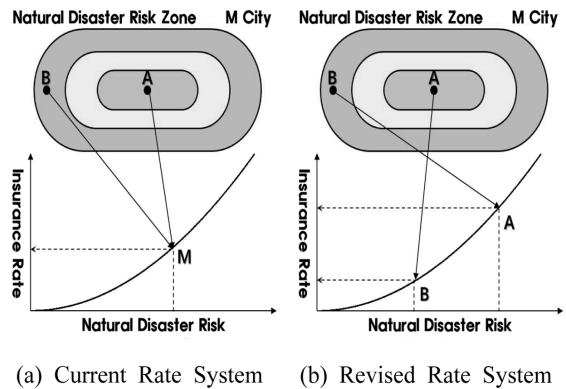 Natural Disaster Risk Zone M City
B
A
Insurance Rate
M
Natural Disaster Risk
(a) Current Rate System
Natural Disaster Risk Zone M City
B
A
Insurance Rate
A
B
Natural Disaster Risk
(b) Revised Rate System